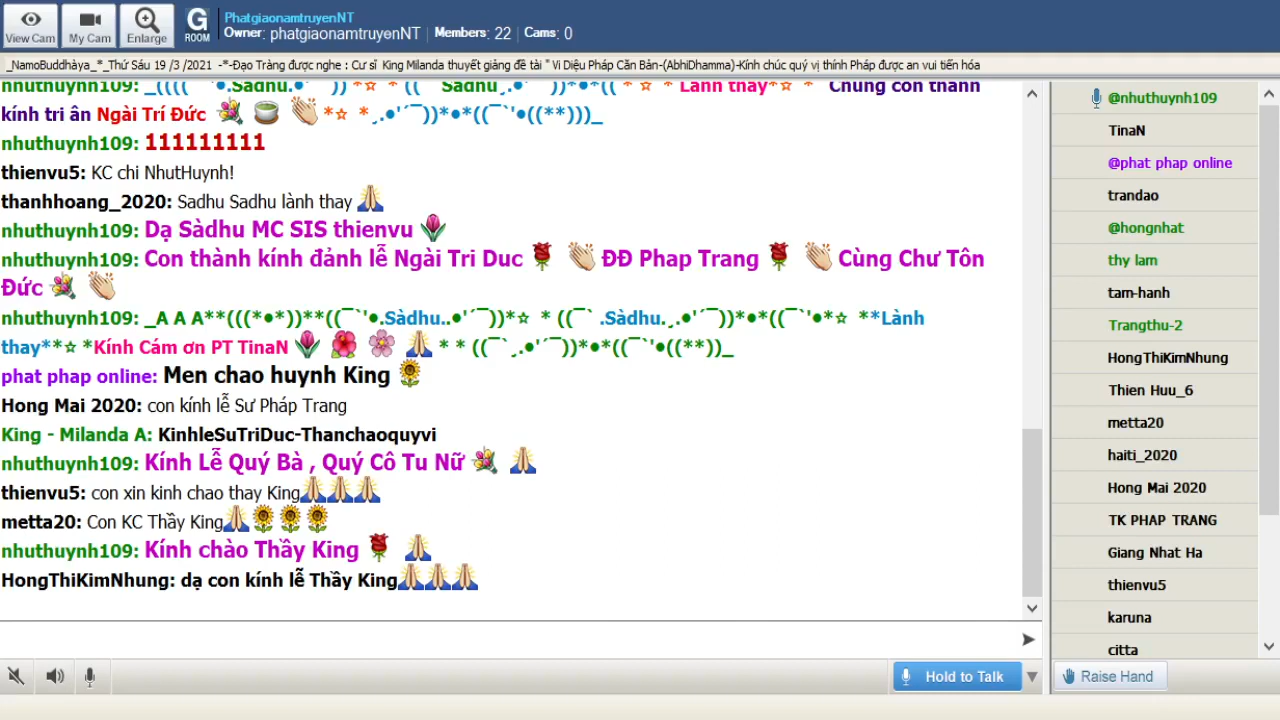 View Cam
My Cam
Enlarge
G ROOM
PhatgiaonamtruyenNT
Owner: phatgiaonamtruyenNT | Members: 22 | Cams: 0
_NamoBuddhàya_*_Thứ Sáu 19 /3 /2021 -*-Đạo Tràng được nghe : Cư sĩ King Milanda thuyết giảng đề tài " Vi Diệu Pháp Căn Bản-(AbhiDhamma)-Kính chúc quý vị thính Pháp được an vui tiến hóa
nhuthuynh109: _((((¯`'•.Sàdhu.•'´¯)) *☆ * ((¯` Sàdhu¸.•'´¯))*•*(( * ☆ * Lành thay*☆ * Chúng con thành
kính tri ân Ngài Trí Đức *☆ *¸.•'´¯))*•*((¯`'•((**)))_
nhuthuynh109: 111111111
thienvu5: KC chi NhutHuynh!
thanhhoang_2020: Sadhu Sadhu lành thay
nhuthuynh109: Dạ Sàdhu MC SIS thienvu
nhuthuynh109: Con thành kính đảnh lễ Ngài Tri Duc ĐĐ Phap Trang Cùng Chư Tôn
Đức
nhuthuynh109: _A A A**(((*•*))**((¯`'•.Sàdhu..•'´¯))*☆ * ((¯` .Sàdhu.¸.•'´¯))*•*((¯`'•*☆ **Lành
thay**☆ *Kính Cám ơn PT TinaN * * ((¯`¸.•'´¯))*•*((¯`'•((**))_
phat phap online: Men chao huynh King
Hong Mai 2020: con kính lễ Sư Pháp Trang
King - Milanda A: KinhleSuTriDuc-Thanchaoquyvi
nhuthuynh109: Kính Lễ Quý Bà , Quý Cô Tu Nữ
thienvu5: con xin kinh chao thay King
metta20: Con KC Thầy King
nhuthuynh109: Kính chào Thầy King
HongThiKimNhung: dạ con kính lễ Thầy King
Hold to Talk
@nhuthuynh109
TinaN
@phat phap online
trandao
@hongnhat
thy lam
tam-hanh
Trangthu-2
HongThiKimNhung
Thien Huu_6
metta20
haiti_2020
Hong Mai 2020
TK PHAP TRANG
Giang Nhat Ha
thienvu5
karuna
citta
Raise Hand